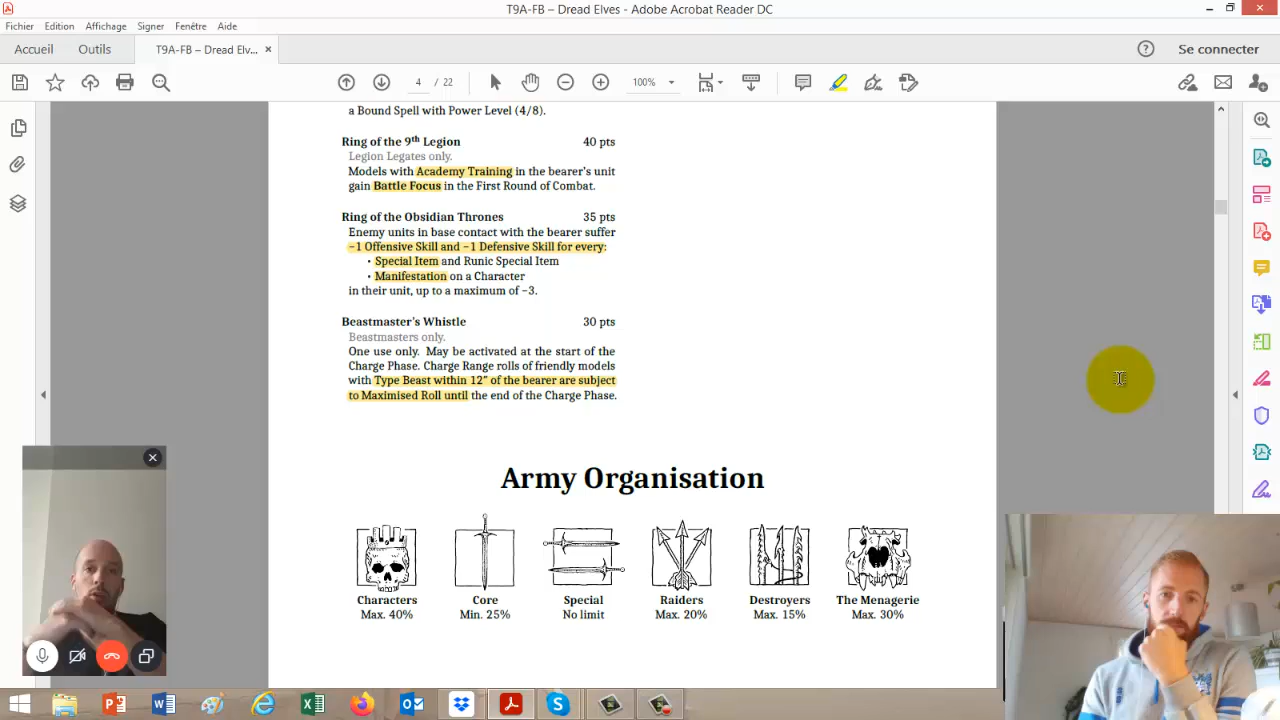 T9A-FB – Dread Elves - Adobe Acrobat Reader DC
Fichier Edition Affichage Signer Fenêtre Aide
Accueil Outils T9A-FB – Dread Elv... × Se connecter
4 / 22 100%
a Bound Spell with Power Level (4/8).
Ring of the 9th Legion 40 pts
Legion Legates only.
Models with Academy Training in the bearer's unit
gain Battle Focus in the First Round of Combat.
Ring of the Obsidian Thrones 35 pts
Enemy units in base contact with the bearer suffer
−1 Offensive Skill and −1 Defensive Skill for every:
• Special Item and Runic Special Item
• Manifestation on a Character
in their unit, up to a maximum of −3.
Beastmaster's Whistle 30 pts
Beastmasters only.
One use only. May be activated at the start of the
Charge Phase. Charge Range rolls of friendly models
with Type Beast within 12″ of the bearer are subject
to Maximised Roll until the end of the Charge Phase.
Army Organisation
Characters Core Special Raiders Destroyers The Menagerie
Max. 40% Min. 25% No limit Max. 20% Max. 15% Max. 30%